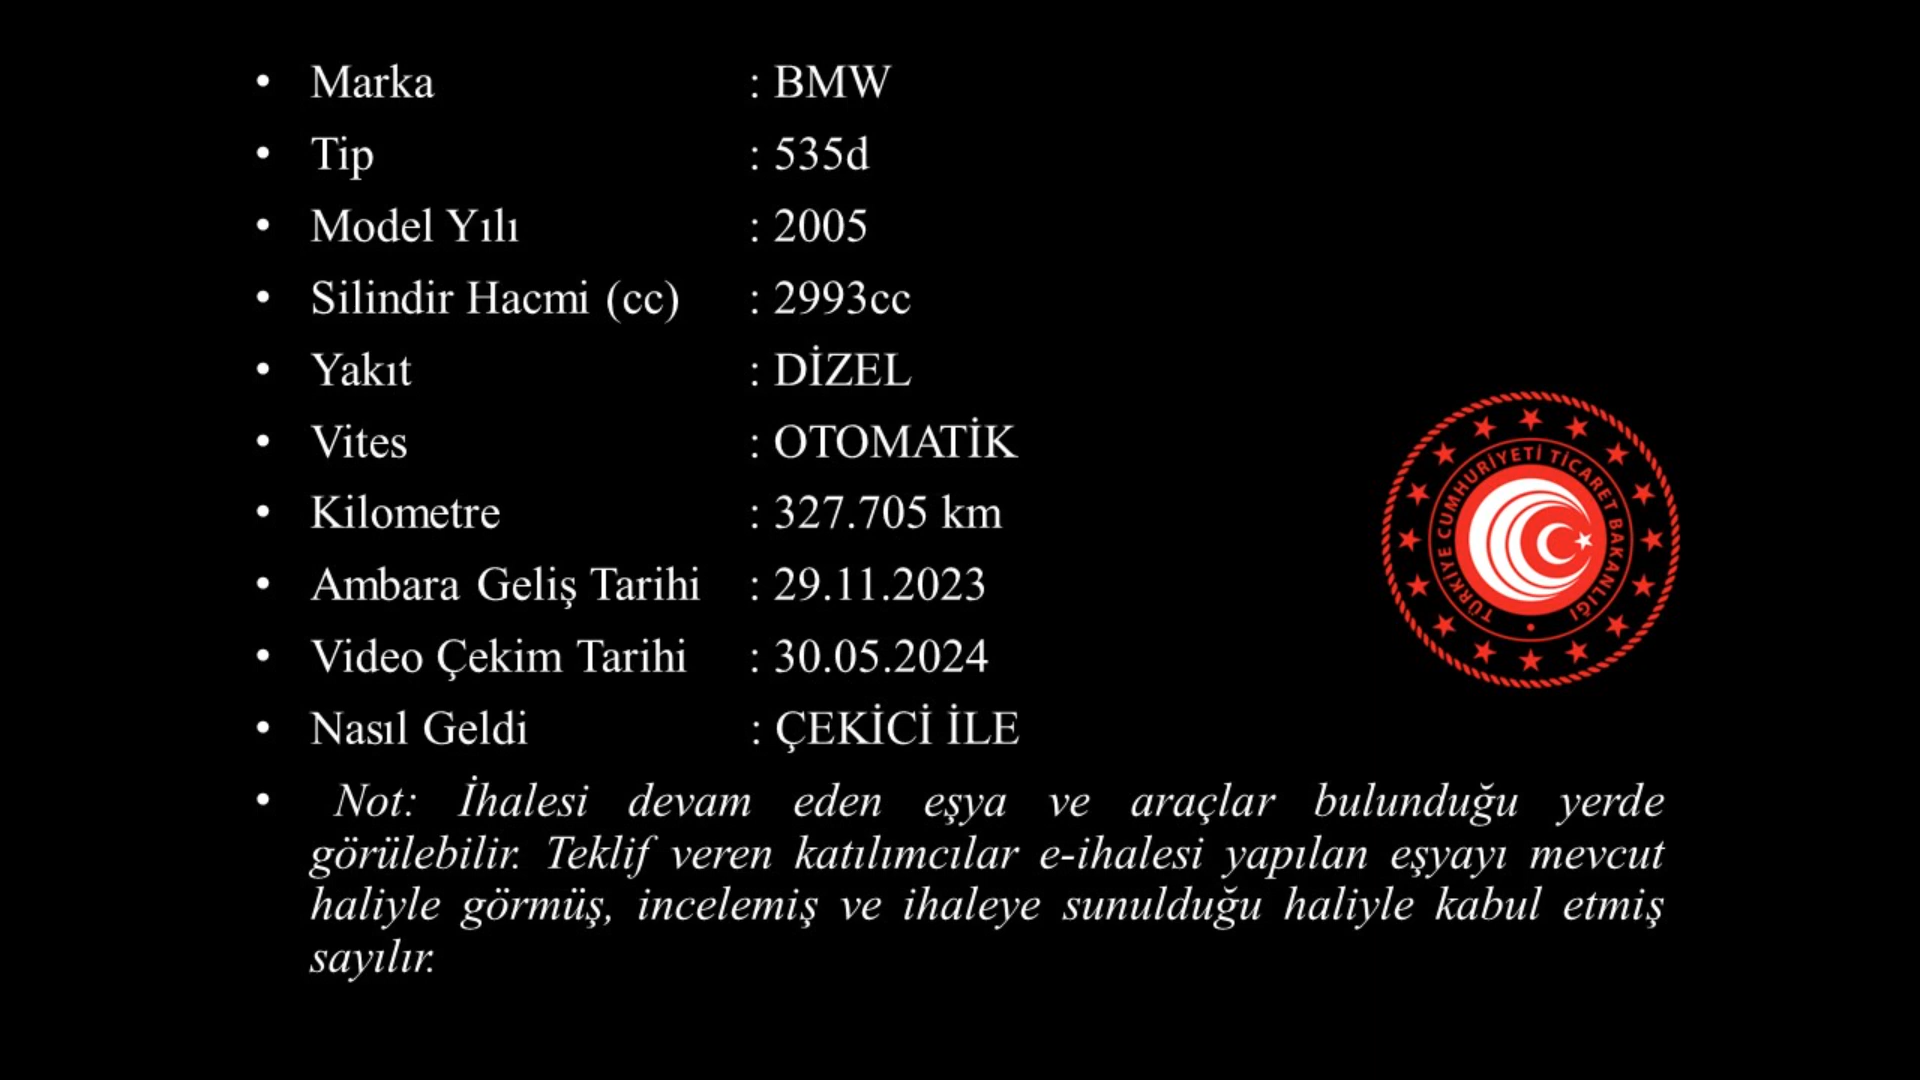 • Marka : BMW
• Tip : 535d
• Model Yılı : 2005
• Silindir Hacmi (cc) : 2993cc
• Yakıt : DİZEL
• Vites : OTOMATİK
• Kilometre : 327.705 km
• Ambara Geliş Tarihi : 29.11.2023
• Video Çekim Tarihi : 30.05.2024
• Nasıl Geldi : ÇEKİCİ İLE
• Not: İhalesi devam eden eşya ve araçlar bulunduğu yerde
görülebilir. Teklif veren katılımcılar e-ihalesi yapılan eşyayı mevcut
haliyle görmüş, incelemiş ve ihaleye sunulduğu haliyle kabul etmiş
sayılır.
TÜRKİYE CUMHURİYETİ TİCARET BAKANLIĞI